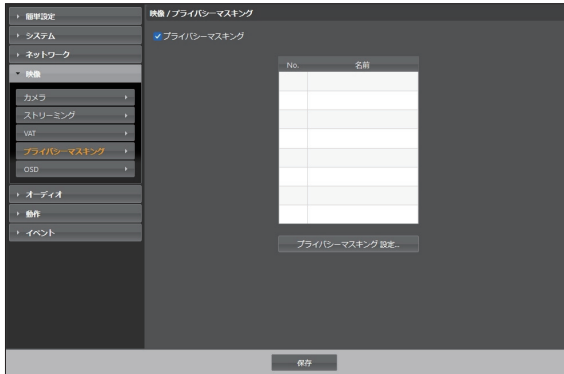 簡単設定
システム
ネットワーク
映像
カメラ
ストリーミング
VAT
プライバシーマスキング
OSD
オーディオ
動作
イベント
映像 / プライバシーマスキング
プライバシーマスキング
No. 名前
プライバシーマスキング 設定..
保存